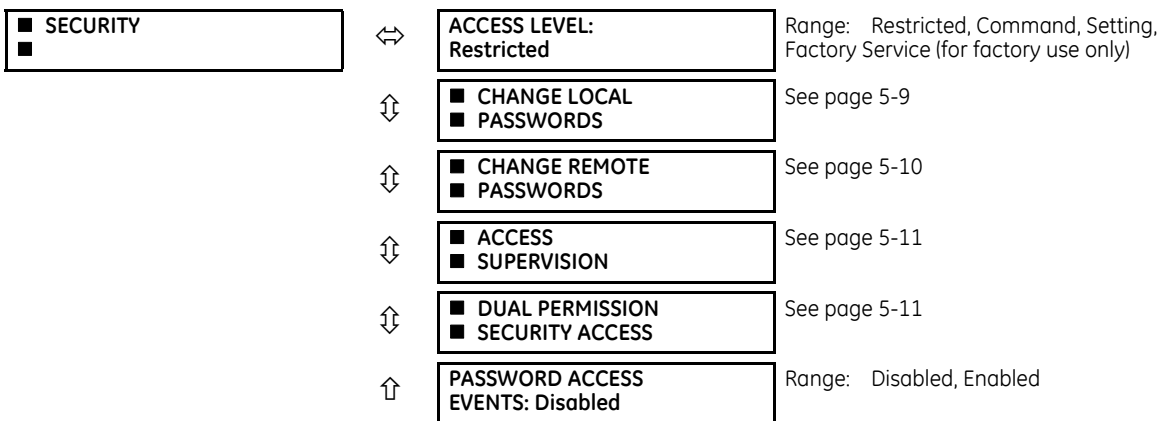 ■ SECURITY
■
ACCESS LEVEL:
Restricted
Range: Restricted, Command, Setting,
Factory Service (for factory use only)
■ CHANGE LOCAL
■ PASSWORDS
See page 5-9
■ CHANGE REMOTE
■ PASSWORDS
See page 5-10
■ ACCESS
■ SUPERVISION
See page 5-11
■ DUAL PERMISSION
■ SECURITY ACCESS
See page 5-11
PASSWORD ACCESS
EVENTS: Disabled
Range: Disabled, Enabled